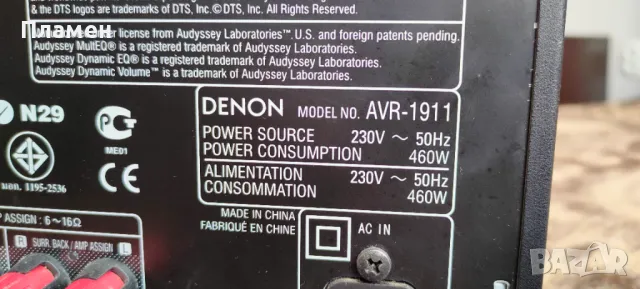 & the DTS logos are trademarks of DTS, Inc.© DTS, Inc. All Rights Reserved.
Пламен
under license from Audyssey Laboratories™, U.S. and foreign patents pending.
Audyssey MultEQ® is a registered trademark of Audyssey Laboratories.
Audyssey Dynamic EQ® is a registered trademark of Audyssey Laboratories.
Audyssey Dynamic Volume™ is a trademark of Audyssey Laboratories.
N29
ME01
มอก. 1195-2536
CE
DENON MODEL NO. AVR-1911
POWER SOURCE 230V ~ 50Hz
POWER CONSUMPTION 460W
ALIMENTATION 230V ~ 50Hz
CONSOMMATION 460W
MADE IN CHINA
FABRIQUÉ EN CHINE
AC IN
P ASSIGN : 6~16Ω
R SURR. BACK / AMP ASSIGN L
BAZAR